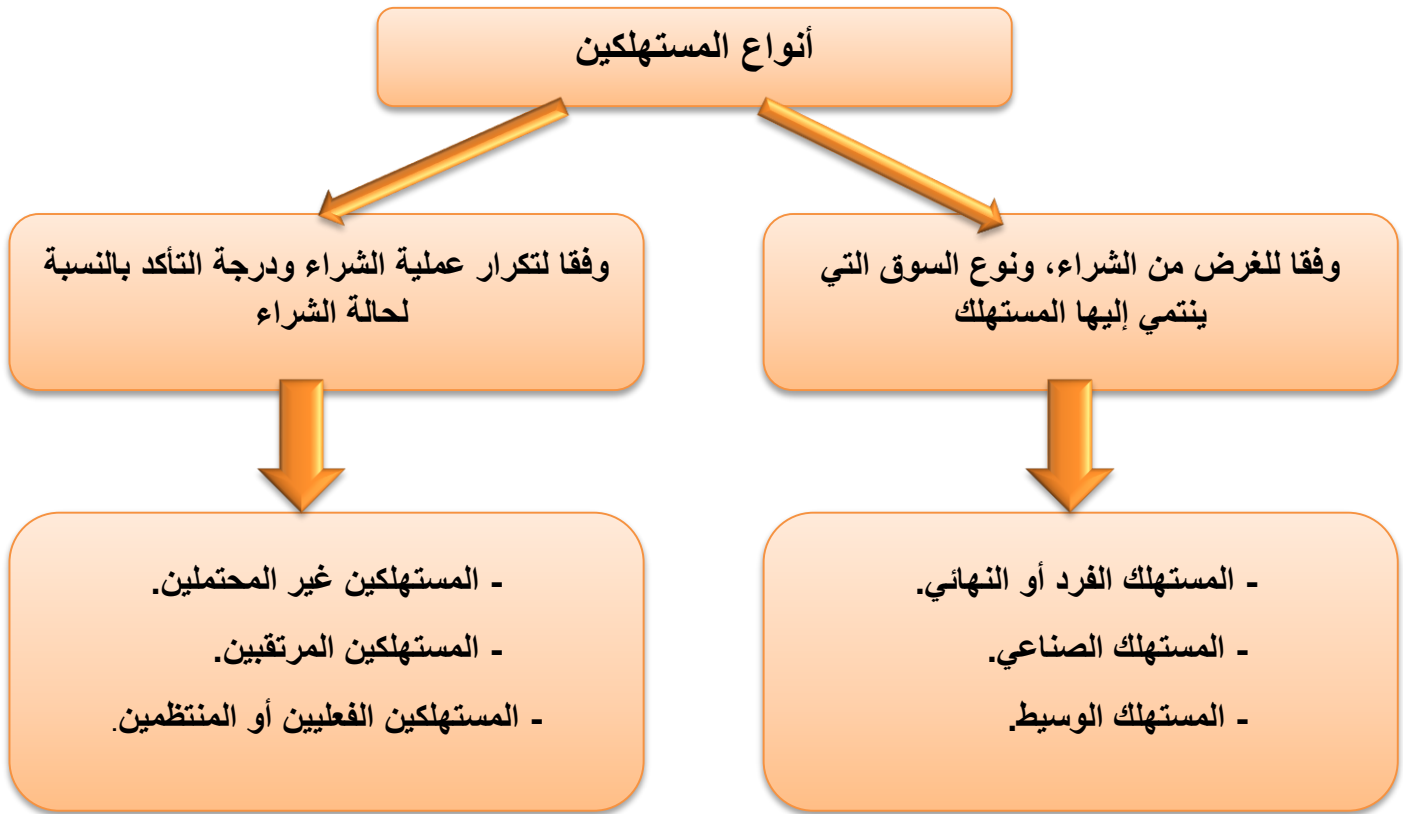 أنواع المستهلكين
وفقا للغرض من الشراء، ونوع السوق التي
ينتمي إليها المستهلك
- المستهلك الفرد أو النهائي.
- المستهلك الصناعي.
- المستهلك الوسيط.
وفقا لتكرار عملية الشراء ودرجة التأكد بالنسبة
لحالة الشراء
- المستهلكين غير المحتملين.
- المستهلكين المرتقبين.
- المستهلكين الفعليين أو المنتظمين.